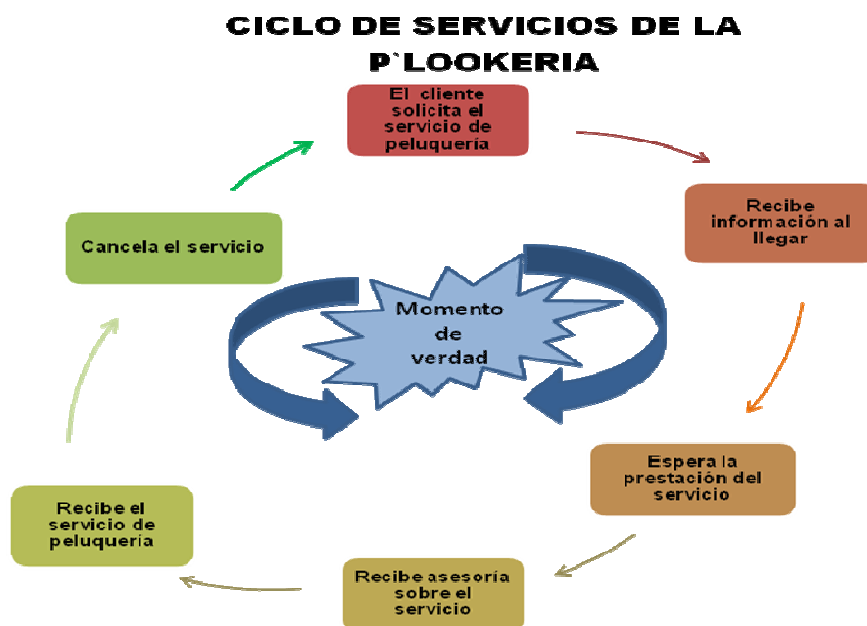 CICLO DE SERVICIOS DE LA
P`LOOKERIA
El cliente
solicita el
servicio de
peluquería
Recibe
información al
llegar
Espera la
prestación del
servicio
Recibe asesoría
sobre el
servicio
Recibe el
servicio de
peluquería
Cancela el servicio
Momento
de
verdad